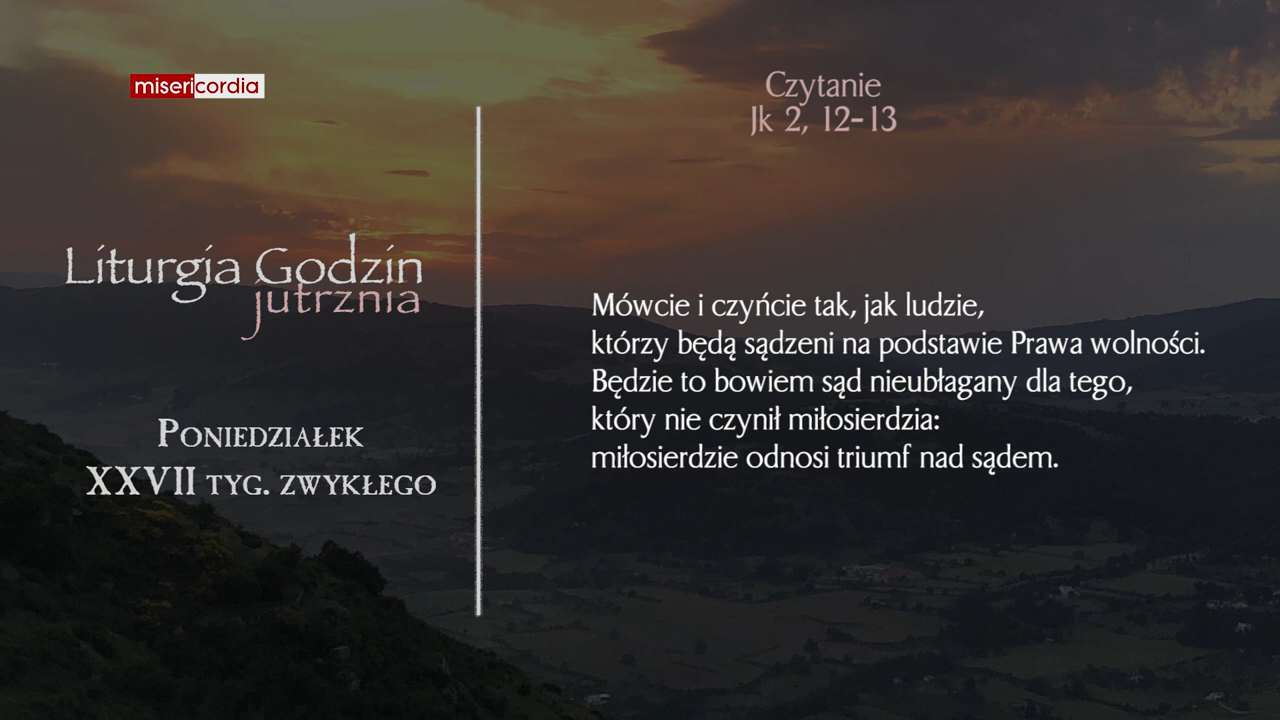 misericordia
Liturgia Godzin
jutrznia
Poniedziałek
XXVII tyg. zwykłego
Czytanie
Jk 2, 12-13
Mówcie i czyńcie tak, jak ludzie,
którzy będą sądzeni na podstawie Prawa wolności.
Będzie to bowiem sąd nieubłagany dla tego,
który nie czynił miłosierdzia:
miłosierdzie odnosi triumf nad sądem.